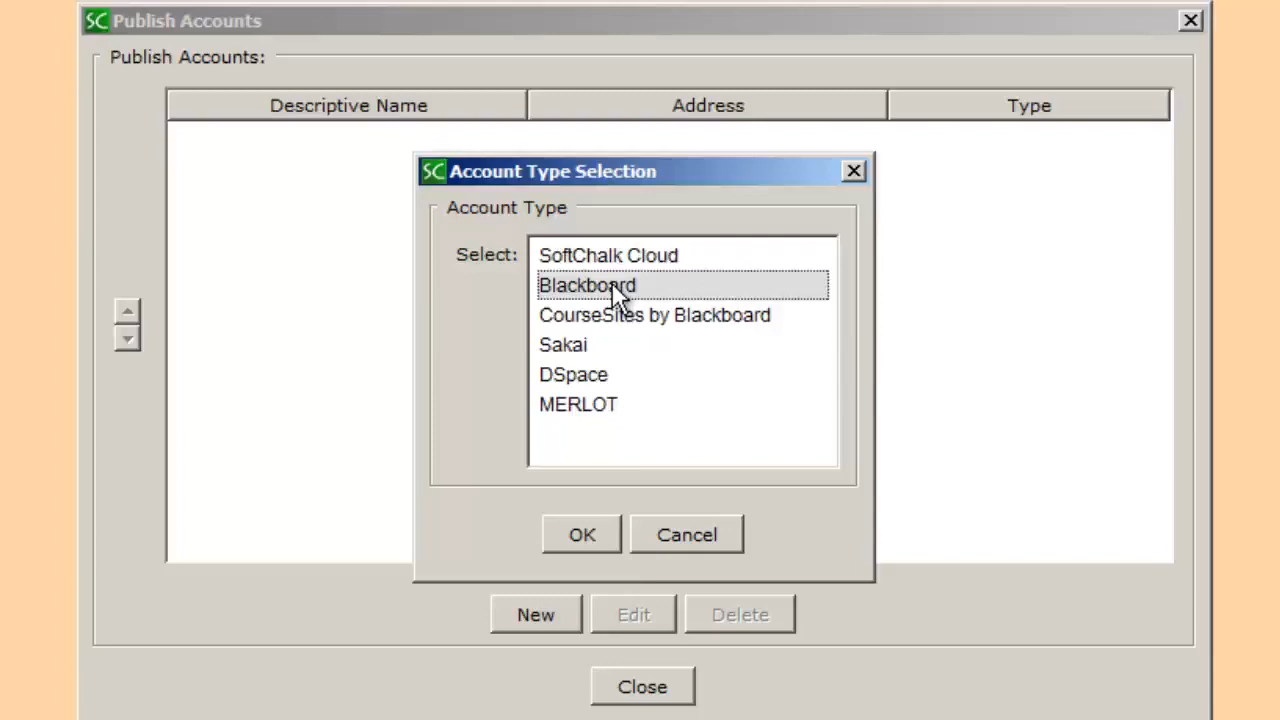 SC Publish Accounts
Publish Accounts:
Descriptive Name Address Type
SC Account Type Selection
Account Type
Select:
SoftChalk Cloud
Blackboard
CourseSites by Blackboard
Sakai
DSpace
MERLOT
OK Cancel
New Edit Delete
Close